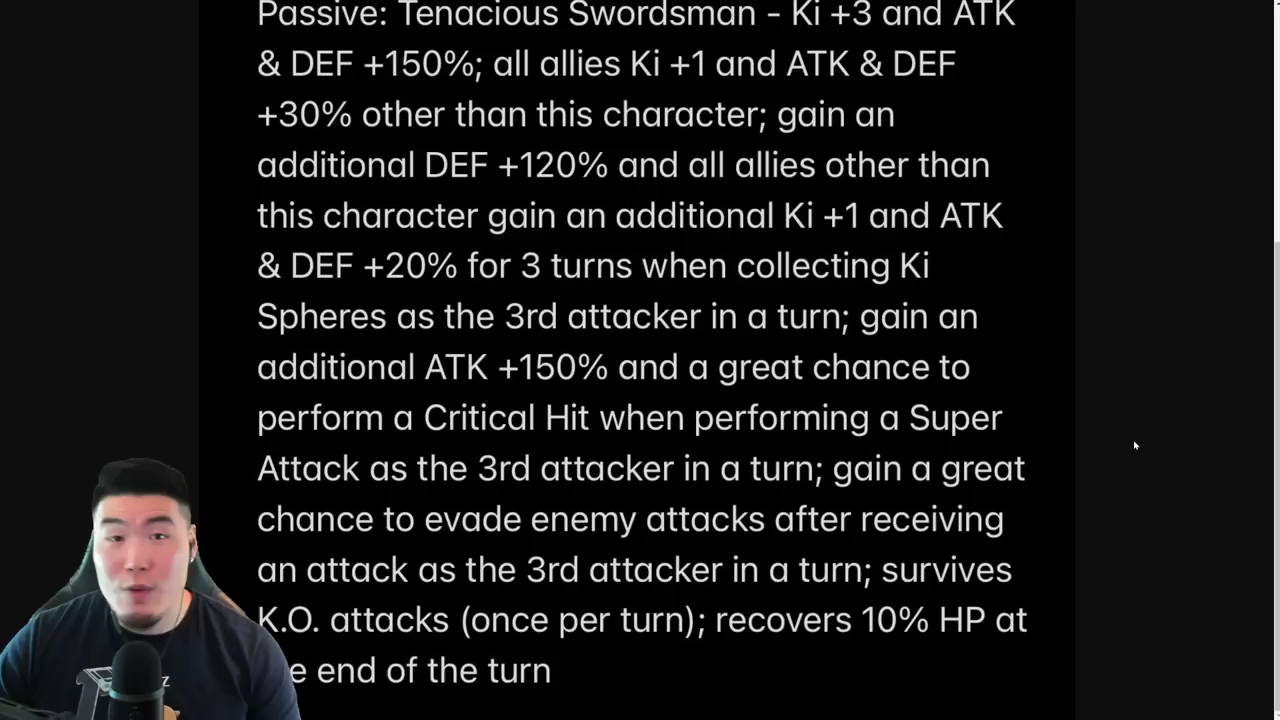 Passive: Tenacious Swordsman - Ki +3 and ATK
& DEF +150%; all allies Ki +1 and ATK & DEF
+30% other than this character; gain an
additional DEF +120% and all allies other than
this character gain an additional Ki +1 and ATK
& DEF +20% for 3 turns when collecting Ki
Spheres as the 3rd attacker in a turn; gain an
additional ATK +150% and a great chance to
perform a Critical Hit when performing a Super
Attack as the 3rd attacker in a turn; gain a great
chance to evade enemy attacks after receiving
an attack as the 3rd attacker in a turn; survives
K.O. attacks (once per turn); recovers 10% HP at
e end of the turn